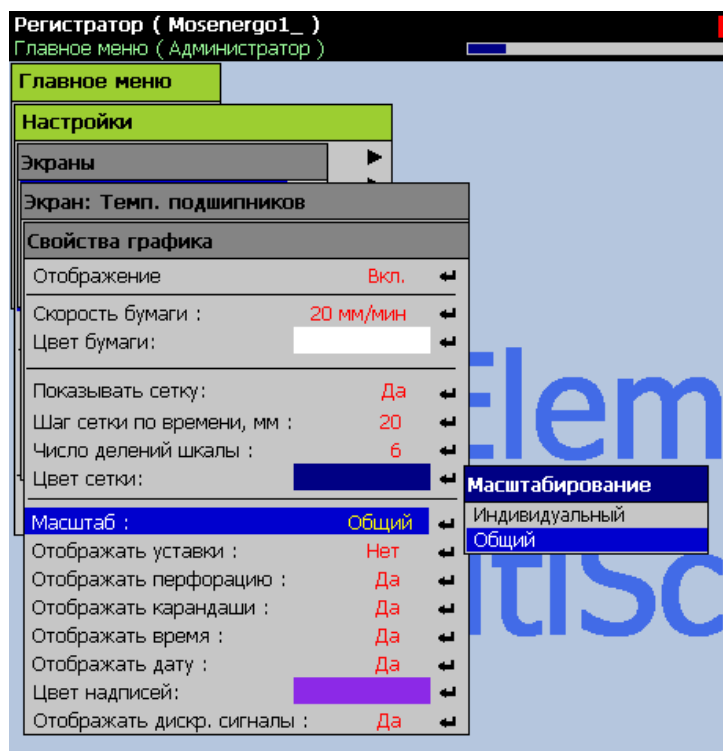 Регистратор ( Mosenergo1_ )
Главное меню ( Администратор )
Главное меню
Настройки
Экраны
Экран: Темп. подшипников
Свойства графика
Отображение Вкл.
Скорость бумаги : 20 мм/мин
Цвет бумаги:
Показывать сетку: Да
Шаг сетки по времени, мм : 20
Число делений шкалы : 6
Цвет сетки:
Масштаб : Общий
Отображать уставки : Нет
Отображать перфорацию : Да
Отображать карандаши : Да
Отображать время : Да
Отображать дату : Да
Цвет надписей:
Отображать дискр. сигналы : Да
Масштабирование
Индивидуальный
Общий
Elem
ltiSc